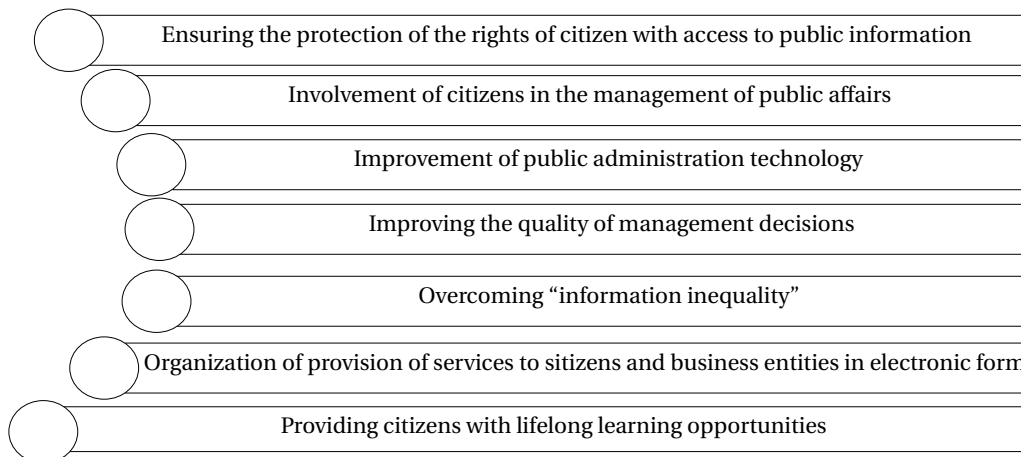 Ensuring the protection of the rights of citizen with access to public information
Involvement of citizens in the management of public affairs
Improvement of public administration technology
Improving the quality of management decisions
Overcoming “information inequality”
Organization of provision of services to sitizens and business entities in electronic form
Providing citizens with lifelong learning opportunities